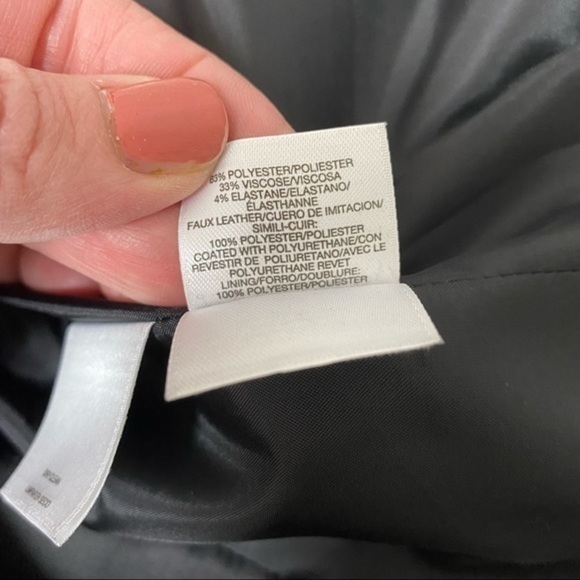 63% POLYESTER/POLIESTER
33% VISCOSE/VISCOSA
4% ELASTANE/ELASTANO/
ÉLASTHANNE
FAUX LEATHER/CUERO DE IMITACION/
SIMILI-CUIR:
100% POLYESTER/POLIESTER
COATED WITH POLYURETHANE/CON
REVESTIR DE POLIURETANO/AVEC LE
POLYURETHANE REVET
LINING/FORRO/DOUBLURE:
100% POLYESTER/POLIESTER